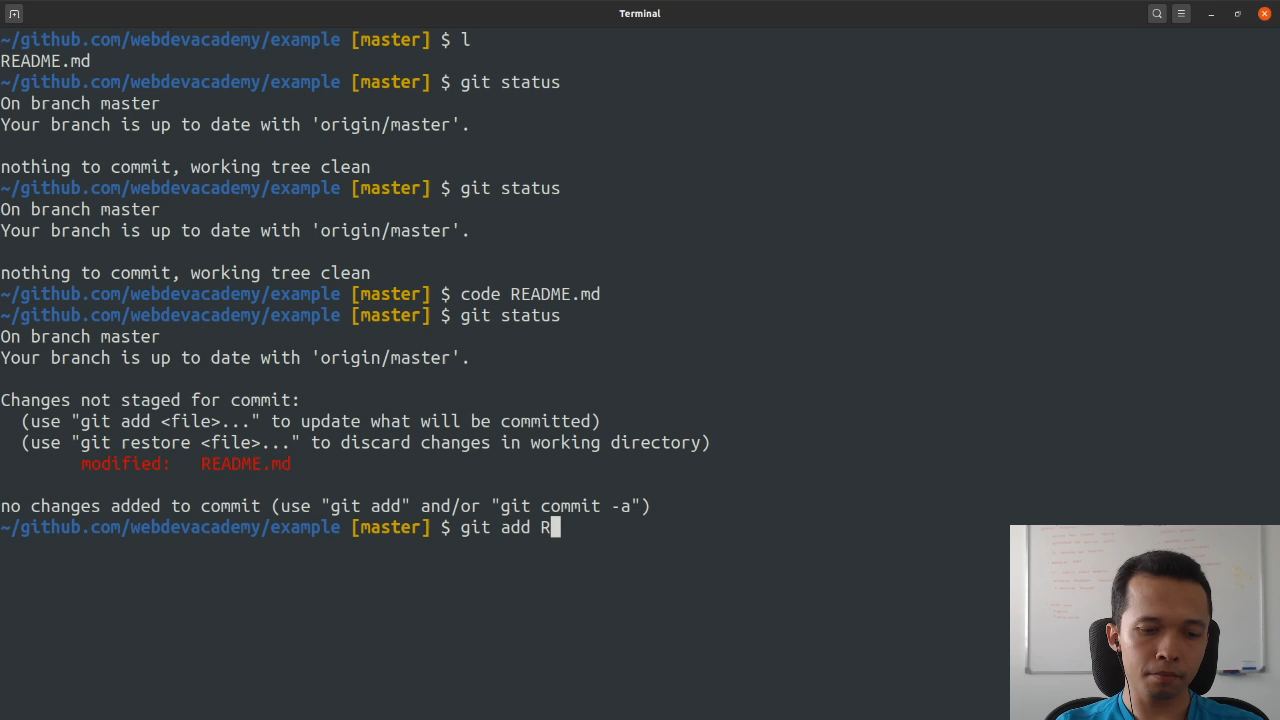 Terminal
~/github.com/webdevacademy/example [master] $ l
README.md
~/github.com/webdevacademy/example [master] $ git status
On branch master
Your branch is up to date with 'origin/master'.
nothing to commit, working tree clean
~/github.com/webdevacademy/example [master] $ git status
On branch master
Your branch is up to date with 'origin/master'.
nothing to commit, working tree clean
~/github.com/webdevacademy/example [master] $ code README.md
~/github.com/webdevacademy/example [master] $ git status
On branch master
Your branch is up to date with 'origin/master'.
Changes not staged for commit:
(use "git add <file>..." to update what will be committed)
(use "git restore <file>..." to discard changes in working directory)
modified:   README.md
no changes added to commit (use "git add" and/or "git commit -a")
~/github.com/webdevacademy/example [master] $ git add R